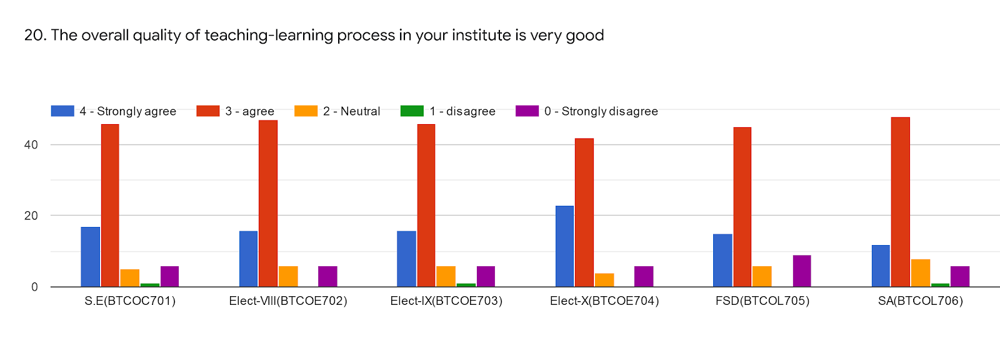 20. The overall quality of teaching-learning process in your institute is very good
4 - Strongly agree 3 - agree 2 - Neutral 1 - disagree 0 - Strongly disagree
40
20
0
S.E(BTCOC701) Elect-VIII(BTCOE702) Elect-IX(BTCOE703) Elect-X(BTCOE704) FSD(BTCOL705) SA(BTCOL706)